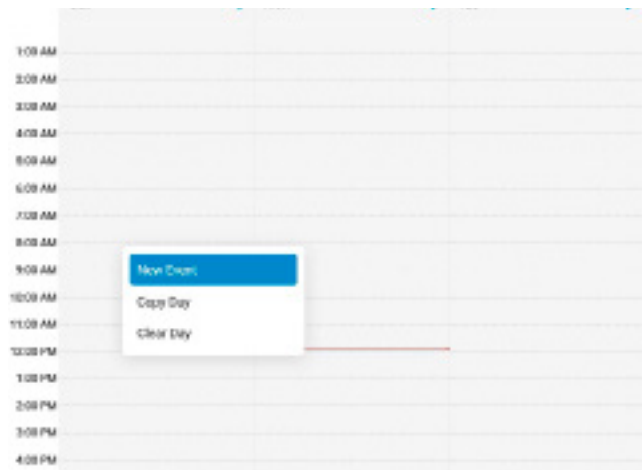 1:00 AM
2:00 AM
3:00 AM
4:00 AM
5:00 AM
6:00 AM
7:00 AM
8:00 AM
9:00 AM
New Event
10:00 AM
Copy Day
11:00 AM
Clear Day
12:00 PM
1:00 PM
2:00 PM
3:00 PM
4:00 PM